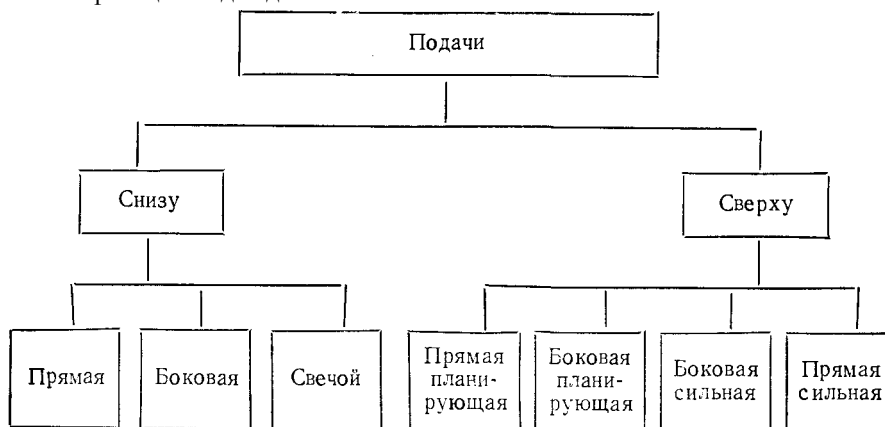 Подачи
Снизу
Сверху
Прямая
Боковая
Свечой
Прямая
плани-
рующая
Боковая
плани-
рующая
Боковая
сильная
Прямая
сильная